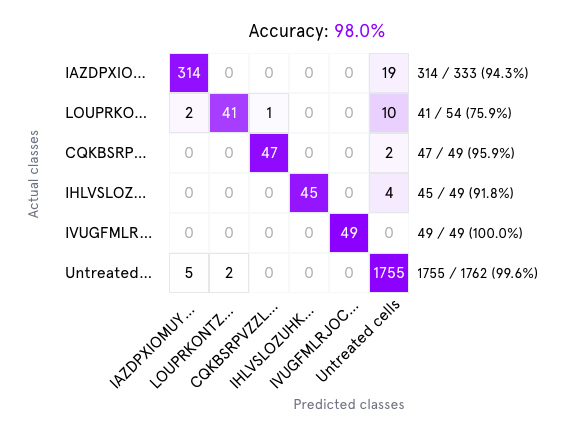 Accuracy: 98.0%
IAZDPXIO... 314 0 0 0 0 19 314 / 333 (94.3%)
LOUPRKO... 2 41 1 0 0 10 41 / 54 (75.9%)
CQKBSRP... 0 0 47 0 0 2 47 / 49 (95.9%)
IHLVSLOZ... 0 0 0 45 0 4 45 / 49 (91.8%)
IVUGFMLR... 0 0 0 0 49 0 49 / 49 (100.0%)
Untreated... 5 2 0 0 0 1755 1755 / 1762 (99.6%)
Actual classes
IAZDPXIOMUY...
LOUPRKONTZ...
CQKBSRPVZZL...
IHLVSLOZUHK...
IVUGFMLRJOC...
Untreated cells
Predicted classes